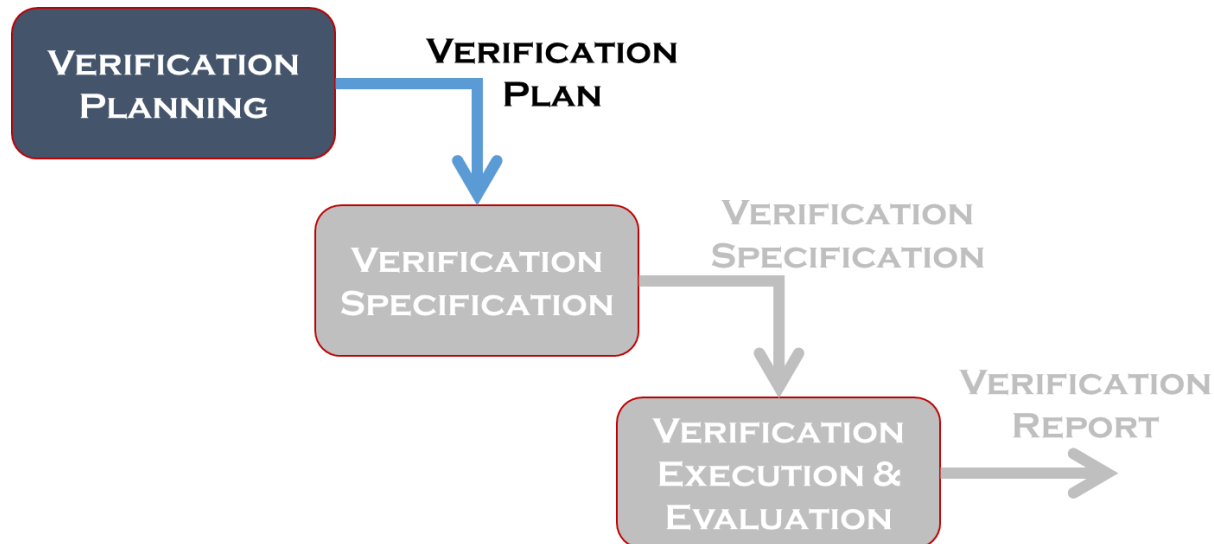 VERIFICATION
PLANNING
VERIFICATION
PLAN
VERIFICATION
SPECIFICATION
VERIFICATION
SPECIFICATION
VERIFICATION
EXECUTION &
EVALUATION
VERIFICATION
REPORT